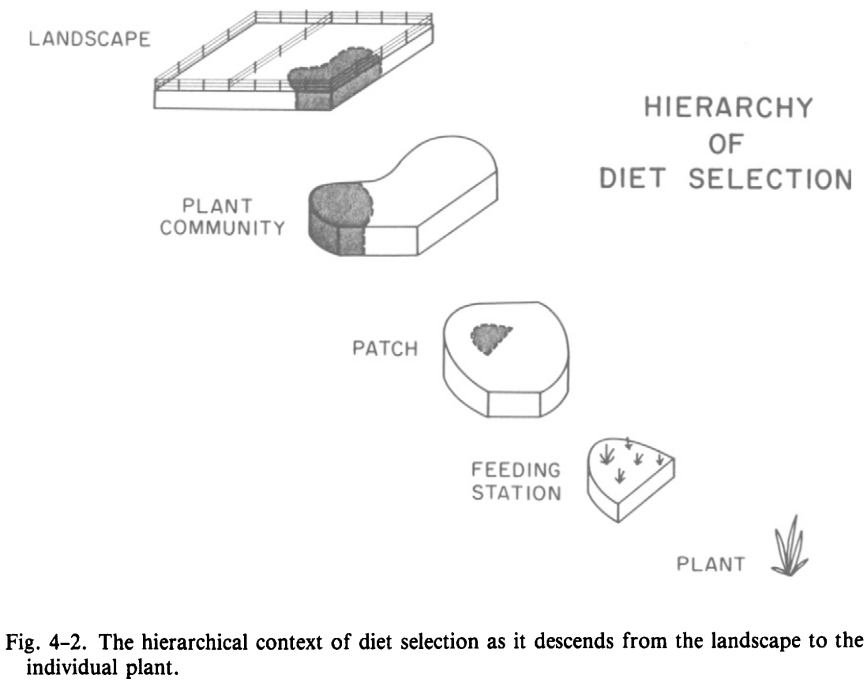 LANDSCAPE
HIERARCHY
OF
DIET SELECTION
PLANT
COMMUNITY
PATCH
FEEDING
STATION
PLANT
Fig. 4–2. The hierarchical context of diet selection as it descends from the landscape to the
individual plant.